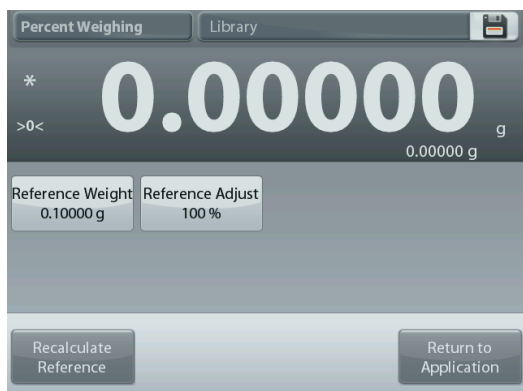 Percent Weighing
Library
*
0.00000 g
>0<
0.00000 g
Reference Weight
0.10000 g
Reference Adjust
100 %
Recalculate
Reference
Return to
Application